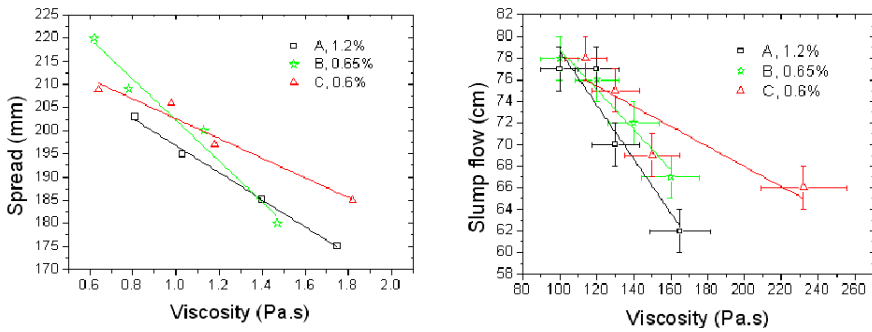 225
220
215
210
205
200
195
190
185
180
175
170
Spread (mm)
A, 1.2%
B, 0.65%
C, 0.6%
0.6 0.8 1.0 1.2 1.4 1.6 1.8 2.0
Viscosity (Pa.s)
82
80
78
76
74
72
70
68
66
64
62
60
58
Slump flow (cm)
A, 1.2%
B, 0.65%
C, 0.6%
80 100 120 140 160 180 200 220 240 260
Viscosity (Pa.s)